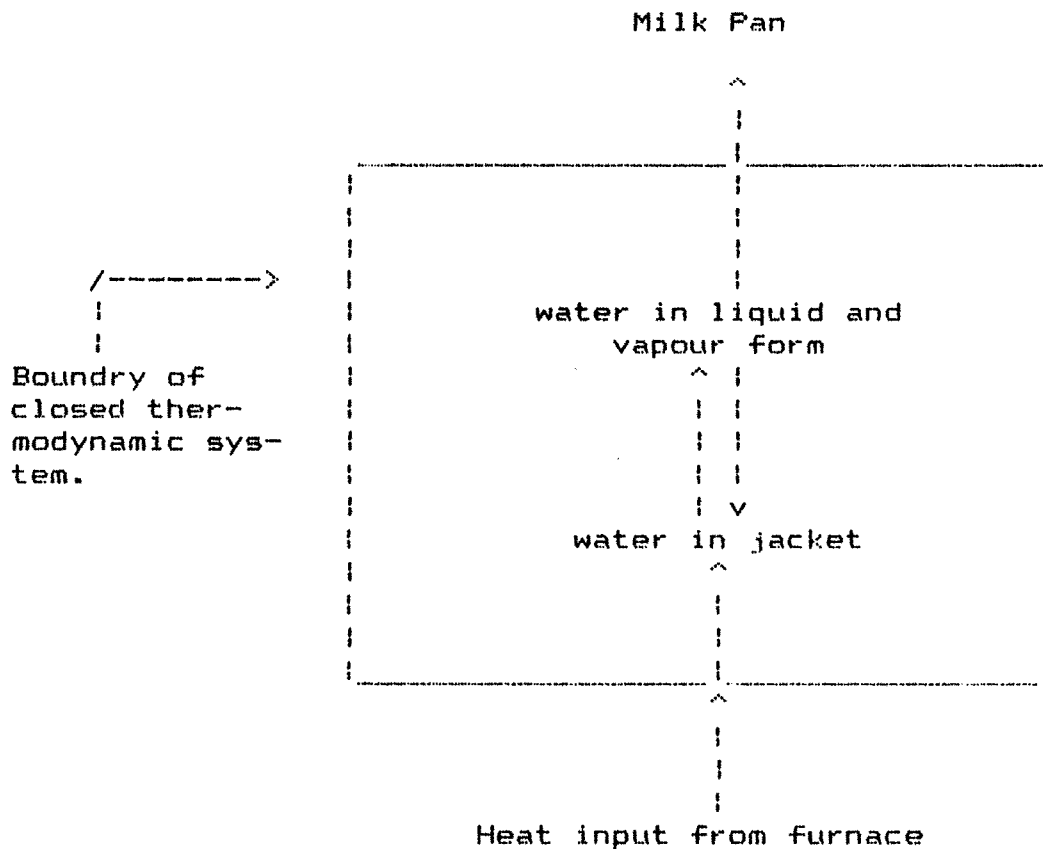 Milk Pan
water in liquid and
vapour form
Boundry of
closed ther-
modynamic sys-
tem.
water in jacket
Heat input from furnace